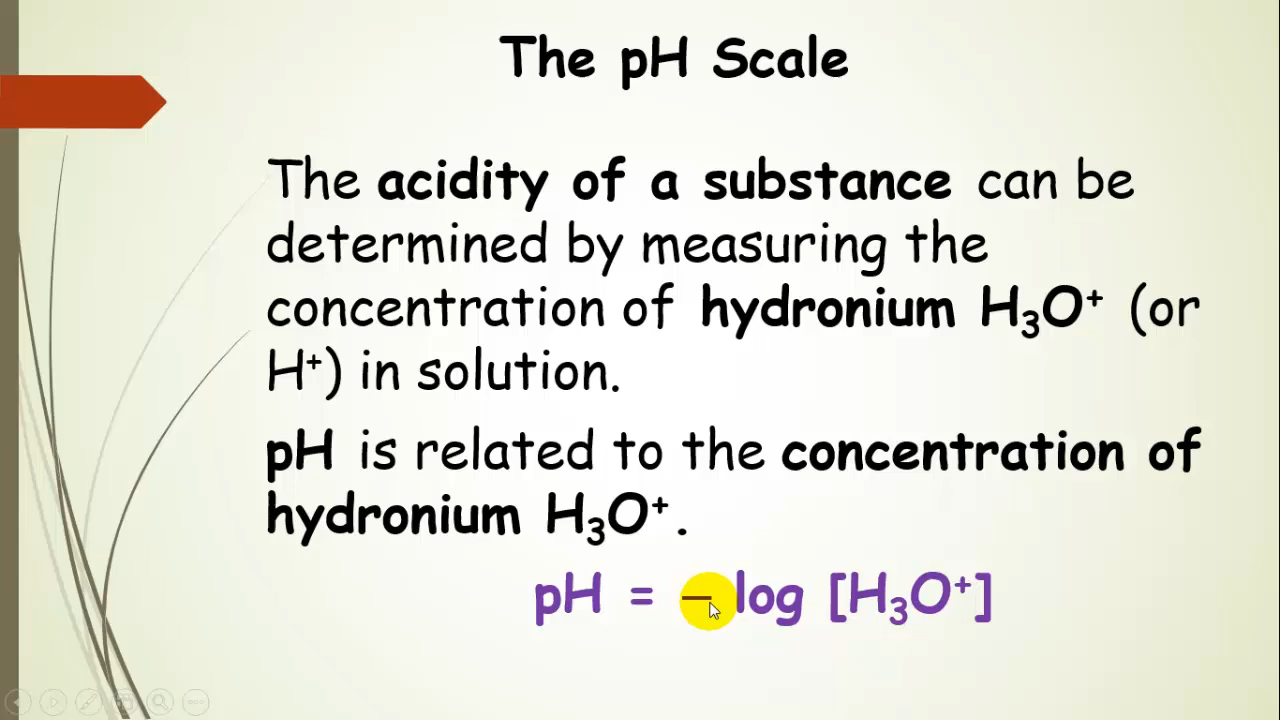 The pH Scale
The acidity of a substance can be
determined by measuring the
concentration of hydronium H₃O⁺ (or
H⁺) in solution.
pH is related to the concentration of
hydronium H₃O⁺.
pH = – log [H₃O⁺]